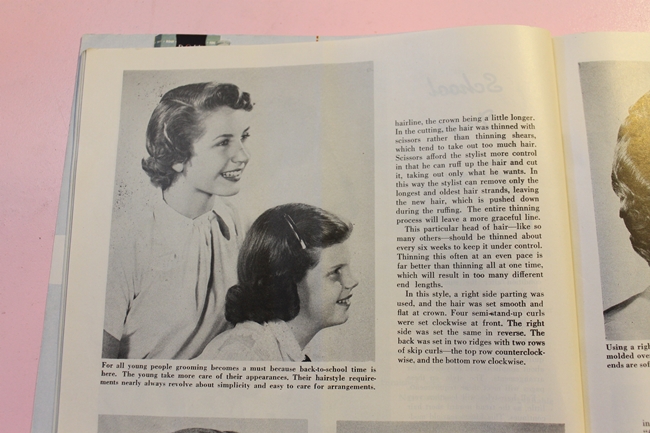 School
hairline, the crown being a little longer.
In the cutting, the hair was thinned with
scissors rather than thinning shears,
which tend to take out too much hair.
Scissors afford the stylist more control
in that he can ruff up the hair and cut
it, taking out only what he wants. In
this way the stylist can remove only the
longest and oldest hair strands, leaving
the new hair, which is pushed down
during the ruffing. The entire thinning
process will leave a more graceful line.
This particular head of hair—like so
many others—should be thinned about
every six weeks to keep it under control.
Thinning this often at an even pace is
far better than thinning all at one time,
which will result in too many different
end lengths.
In this style, a right side parting was
used, and the hair was set smooth and
flat at crown. Four semi-stand-up curls
were set clockwise at front. The right
side was set the same in reverse. The
back was set in two ridges with two rows
of skip curls—the top row counterclock-
wise, and the bottom row clockwise.
For all young people grooming becomes a must because back-to-school time is
here. The young take more care of their appearances. Their hairstyle require-
ments nearly always revolve about simplicity and easy to care for arrangements.
Using a
molded over
ends are
in